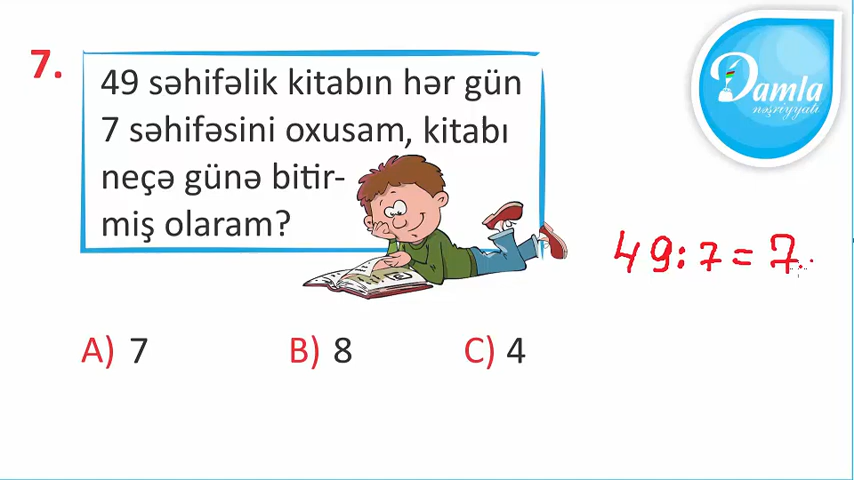 7.
49 səhifəlik kitabın hər gün
7 səhifəsini oxusam, kitabı
neçə günə bitir-
miş olaram?
Damla
nəşriyyatı
49:7=7
A) 7
B) 8
C) 4